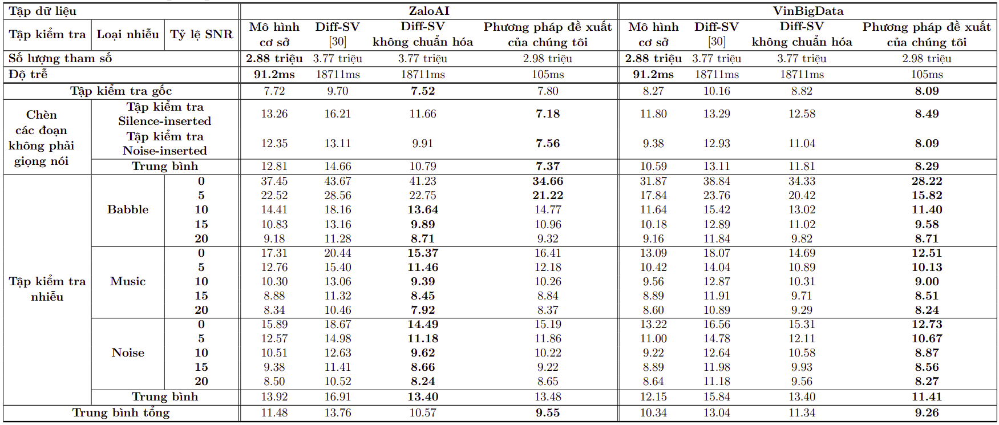 Tập dữ liệu ZaloAI VinBigData
Tập kiểm tra Loại nhiễu Tỷ lệ SNR Mô hình cơ sở Diff-SV [30] Diff-SV không chuẩn hóa Phương pháp đề xuất của chúng tôi Mô hình cơ sở Diff-SV [30] Diff-SV không chuẩn hóa Phương pháp đề xuất của chúng tôi
Số lượng tham số 2.88 triệu 3.77 triệu 3.77 triệu 2.98 triệu 2.88 triệu 3.77 triệu 3.77 triệu 2.98 triệu
Độ trễ 91.2ms 18711ms 18711ms 105ms 91.2ms 18711ms 18711ms 105ms
Tập kiểm tra gốc 7.72 9.70 7.52 7.80 8.27 10.16 8.82 8.09
Chèn các đoạn không phải giọng nói
Tập kiểm tra Silence-inserted 13.26 16.21 11.66 7.18 11.80 13.29 12.58 8.49
Tập kiểm tra Noise-inserted 12.35 13.11 9.91 7.56 9.38 12.93 11.04 8.09
Trung bình 12.81 14.66 10.79 7.37 10.59 13.11 11.81 8.29
Tập kiểm tra nhiễu
Babble
0 37.45 43.67 41.23 34.66 31.87 38.84 34.33 28.22
5 22.52 28.56 22.75 21.22 17.84 23.76 20.42 15.82
10 14.41 18.16 13.64 14.77 11.64 15.42 13.02 11.40
15 10.83 13.16 9.89 10.96 10.18 12.89 11.02 9.58
20 9.18 11.28 8.71 9.32 9.16 11.84 9.82 8.71
Music
0 17.31 20.44 15.37 16.41 13.09 18.07 14.69 12.51
5 12.76 15.40 11.46 12.18 10.42 14.04 10.89 10.13
10 10.30 13.06 9.39 10.26 9.56 12.87 10.31 9.00
15 8.88 11.32 8.45 8.84 8.89 11.91 9.71 8.51
20 8.34 10.46 7.92 8.37 8.60 10.89 9.29 8.24
Noise
0 15.89 18.67 14.49 15.19 13.22 16.56 15.31 12.73
5 12.57 14.98 11.18 11.86 11.00 14.78 12.11 10.67
10 10.51 12.63 9.62 10.22 9.22 12.64 10.58 8.87
15 9.38 11.41 8.66 9.22 8.89 11.98 9.93 8.56
20 8.50 10.52 8.24 8.65 8.64 11.18 9.56 8.27
Trung bình 13.92 16.91 13.40 13.48 12.15 15.84 13.40 11.41
Trung bình tổng 11.48 13.76 10.57 9.55 10.34 13.04 11.34 9.26